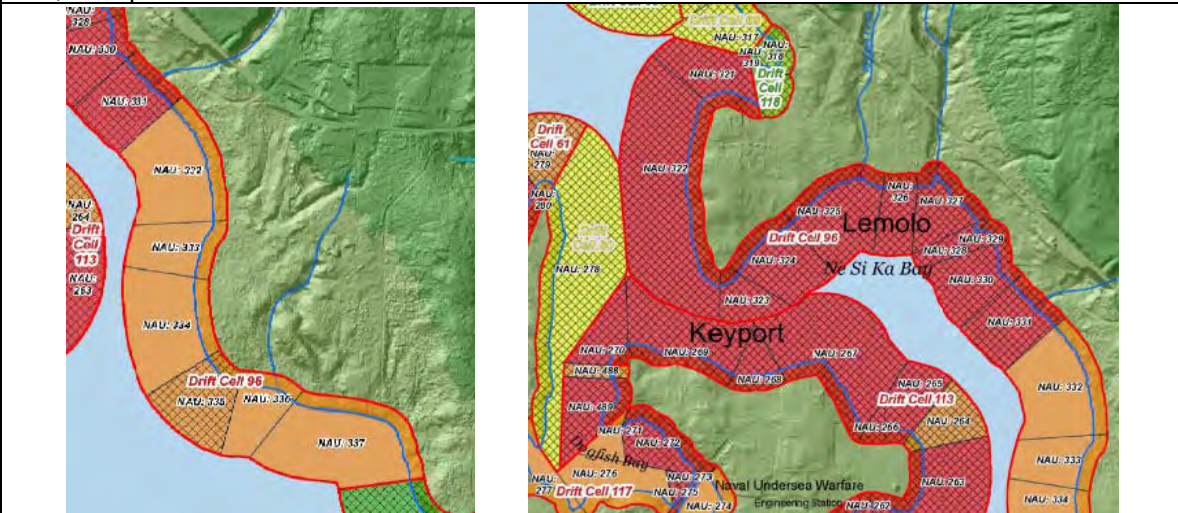 NAU:
328
NAU: 330
NAU: 331
NAU: 332
NAU: 333
264
Drift
Cell
113
NAU:
263
NAU: 334
Drift Cell 96
NAU: 335
NAU: 336
NAU: 337
NAU: 317
NAU:
318
319
Drift
Cell
118
NAU: 321
Drift
Cell 61
NAU:
279
NAU:
280
NAU: 322
NAU: 278
NAU:
326
NAU: 327
NAU: 325
Lemolo
Drift Cell 96
NAU: 329
NAU: 328
NAU: 324
Ne Si Ka Bay
NAU: 330
NAU: 323
NAU: 331
Keyport
NAU: 270
NAU: 269
NAU: 267
NAU: 488
NAU: 268
NAU: 265
NAU: 332
Drift Cell 113
NAU: 489
NAU: 264
NAU: 266
NAU: 271
NAU: 272
Dogfish Bay
NAU: 333
NAU: 263
NAU: 276
NAU: 273
Naval Undersea Warfare
NAU:
277
Drift Cell 117
NAU: 275
NAU: 274
Engineering Station
NAU: 262
NAU: 334